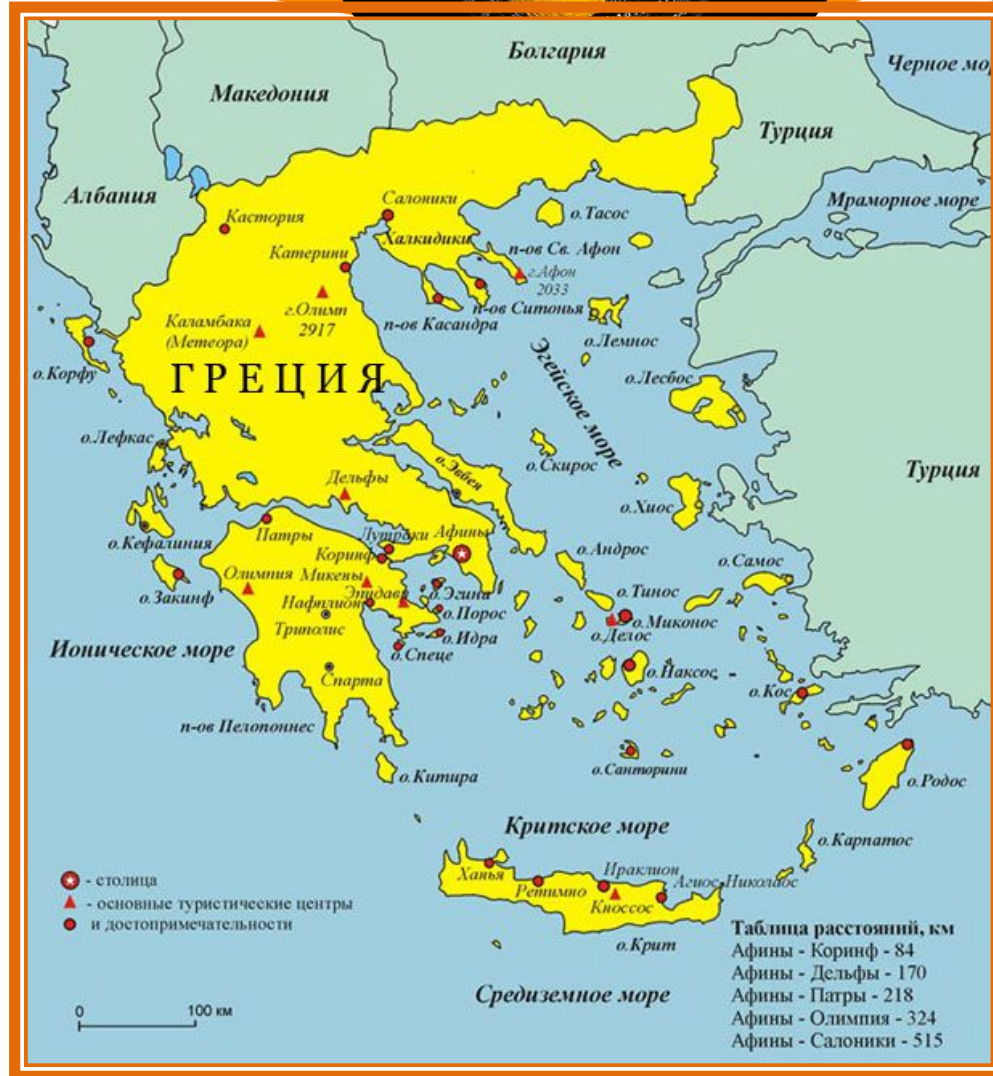 Болгария
Черное мо
Македония
Турция
Албания
Мраморное море
Салоники
о.Тасос
Кастория
Халкидики
п-ов Св. Афон
Катерини
г.Афон
2033
г.Олимп
2917
п-ов Ситонья
п-ов Касандра
Каламбака
(Метеора)
о.Лемнос
Эгейское море
о.Корфу
ГРЕЦИЯ
о.Лесбос
о.Лефкас
о.Скирос
Турция
о.Эвбея
Дельфы
о.Хиос
Патры
Лутраки
Афины
о.Кефалиния
Коринф
о.Андрос
о.Самос
Олимпия
Микены
о.Закинф
Эпидавр
о.Эгина
о.Тинос
Нафплион
о.Порос
о.Миконос
Триполис
о.Идра
о.Делос
Ионическое море
о.Спеце
о.Наксос
Спарта
о.Кос
п-ов Пелопоннес
о.Китира
о.Санторини
о.Родос
Критское море
о.Карпатос
Ханья
Ираклион
Ретимно
Агиос-Николаос
Кноссос
о.Крит
- столица
- основные туристические центры
и достопримечательности
Таблица расстояний, км
Афины - Коринф - 84
Афины - Дельфы - 170
Афины - Патры - 218
Афины - Олимпия - 324
Афины - Салоники - 515
Средиземное море
0
100 км